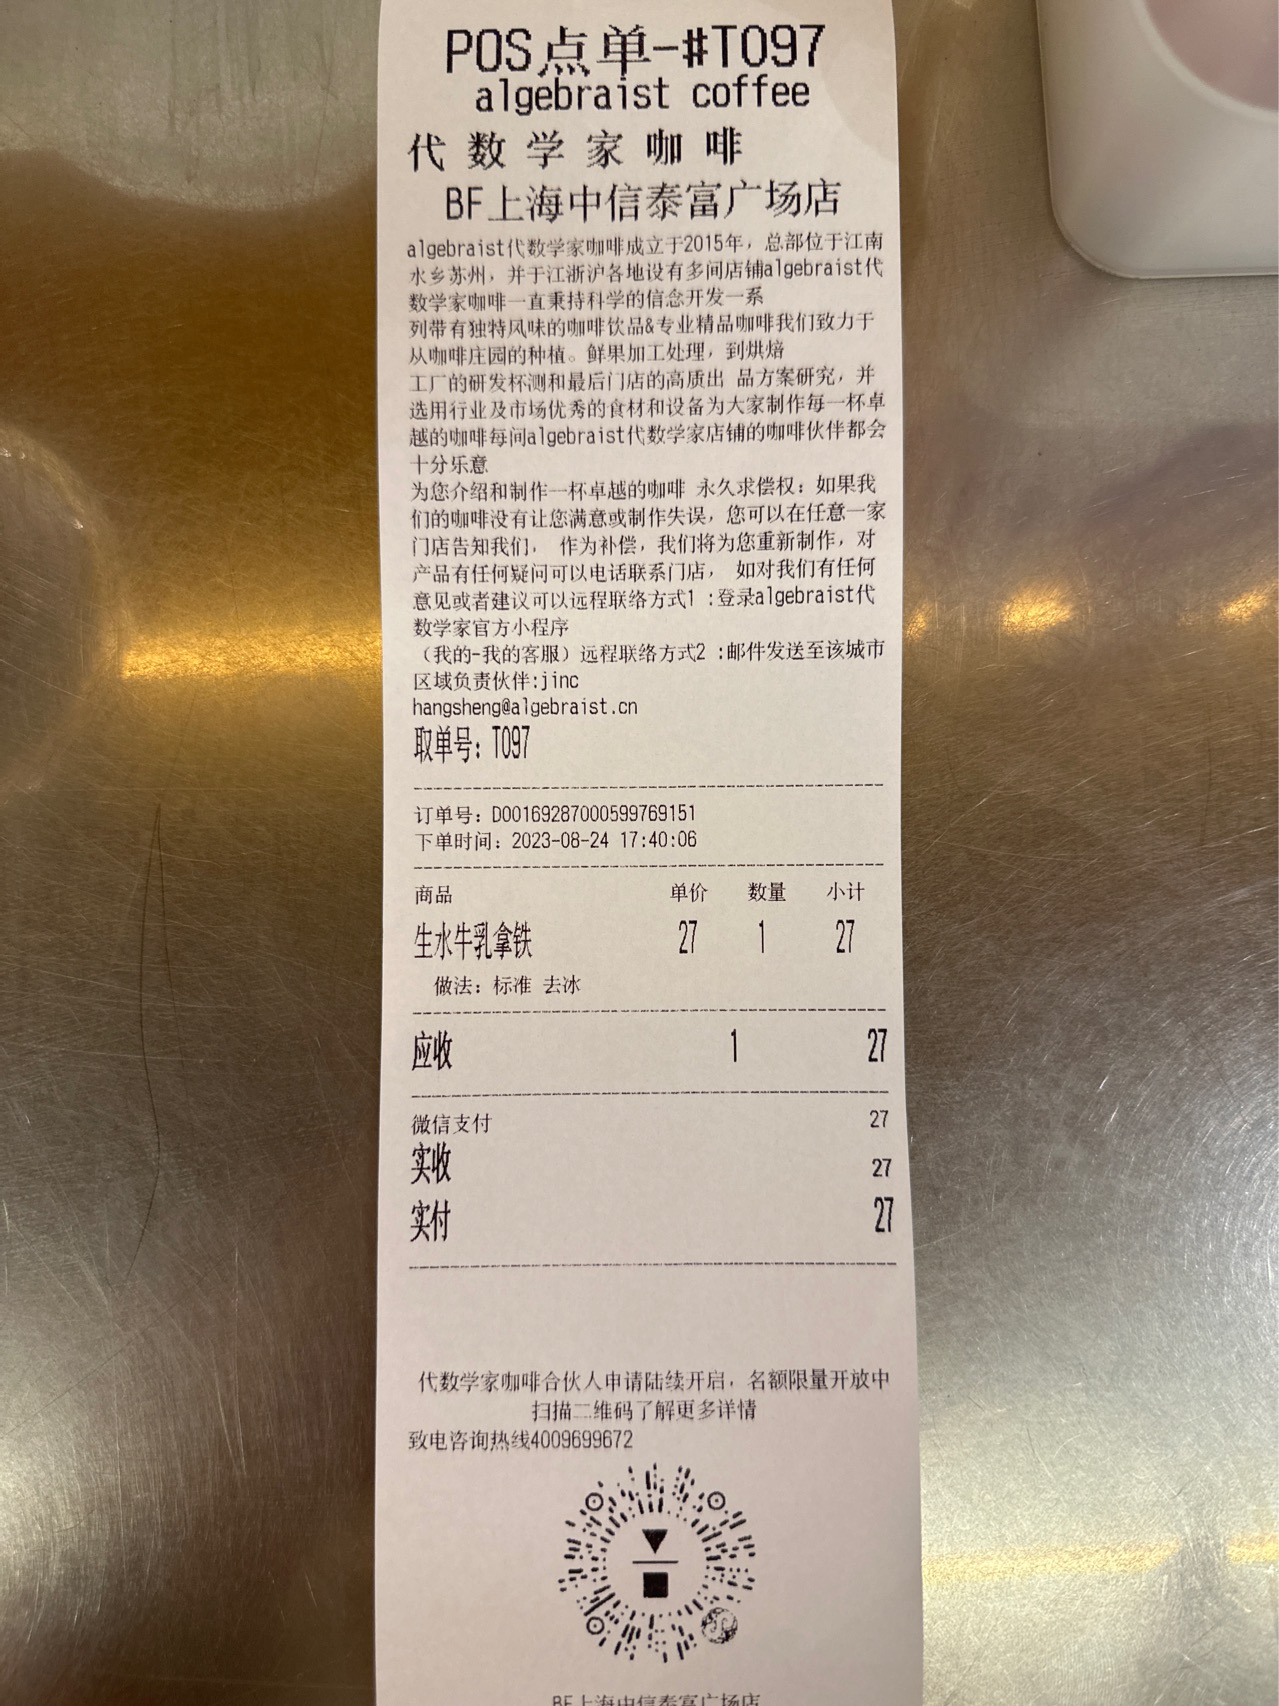 POS点单-#T097
algebraist coffee
代数学家咖啡
BF上海中信泰富广场店
algebraist代数学家咖啡成立于2015年，总部位于江南
水乡苏州，并于江浙沪各地设有多间店铺algebraist代
数学家咖啡一直秉持科学的信念开发一系
列带有独特风味的咖啡饮品&专业精品咖啡我们致力于
从咖啡庄园的种植。鲜果加工处理，到烘焙
工厂的研发杯测和最后门店的高质出 品方案研究，并
选用行业及市场优秀的食材和设备为大家制作每一杯卓
越的咖啡每间algebraist代数学家店铺的咖啡伙伴都会
十分乐意
为您介绍和制作一杯卓越的咖啡 永久求偿权：如果我
们的咖啡没有让您满意或制作失误，您可以在任意一家
门店告知我们， 作为补偿，我们将为您重新制作，对
产品有任何疑问可以电话联系门店， 如对我们有任何
意见或者建议可以远程联络方式1 :登录algebraist代
数学家官方小程序
（我的-我的客服）远程联络方式2 :邮件发送至该城市
区域负责伙伴:jinc
hangsheng@algebraist.cn
取单号：T097
订单号：D00169287000599769151
下单时间：2023-08-24 17:40:06
商品 单价 数量 小计
生水牛乳拿铁 27 1 27
做法：标准 去冰
应收 1 27
微信支付 27
实收 27
实付 27
代数学家咖啡合伙人申请陆续开启，名额限量开放中
扫描二维码了解更多详情
致电咨询热线4009699672
BF上海中信泰富广场店